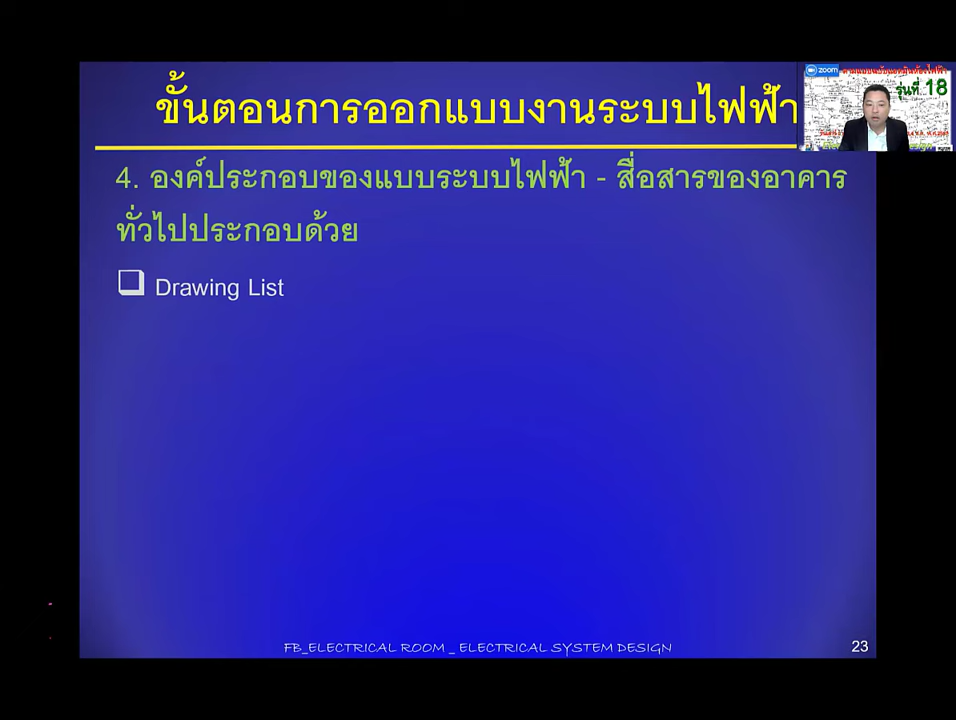 ขั้นตอนการออกแบบงานระบบไฟฟ้า
zoom
รุ่นที่ 18
4. องค์ประกอบของแบบระบบไฟฟ้า - สื่อสารของอาคาร
ทั่วไปประกอบด้วย
Drawing List
FB_ELECTRICAL ROOM _ ELECTRICAL SYSTEM DESIGN
23